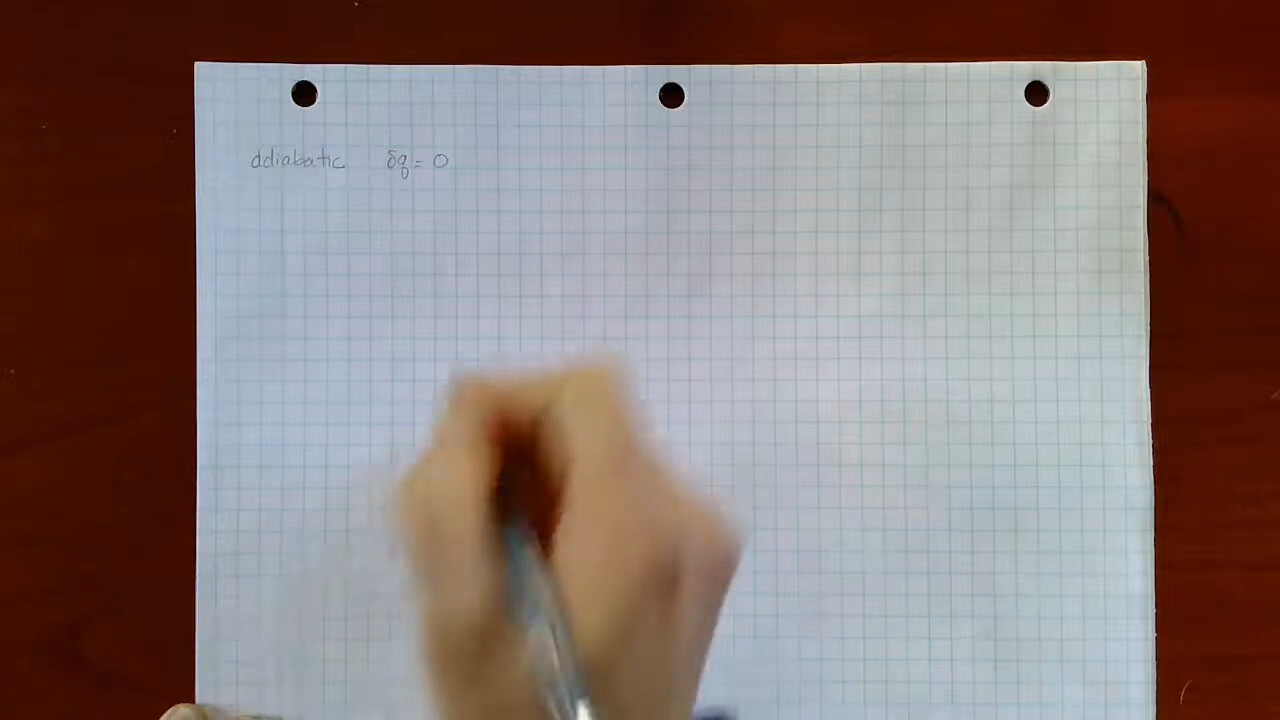 adiabatic δq = 0